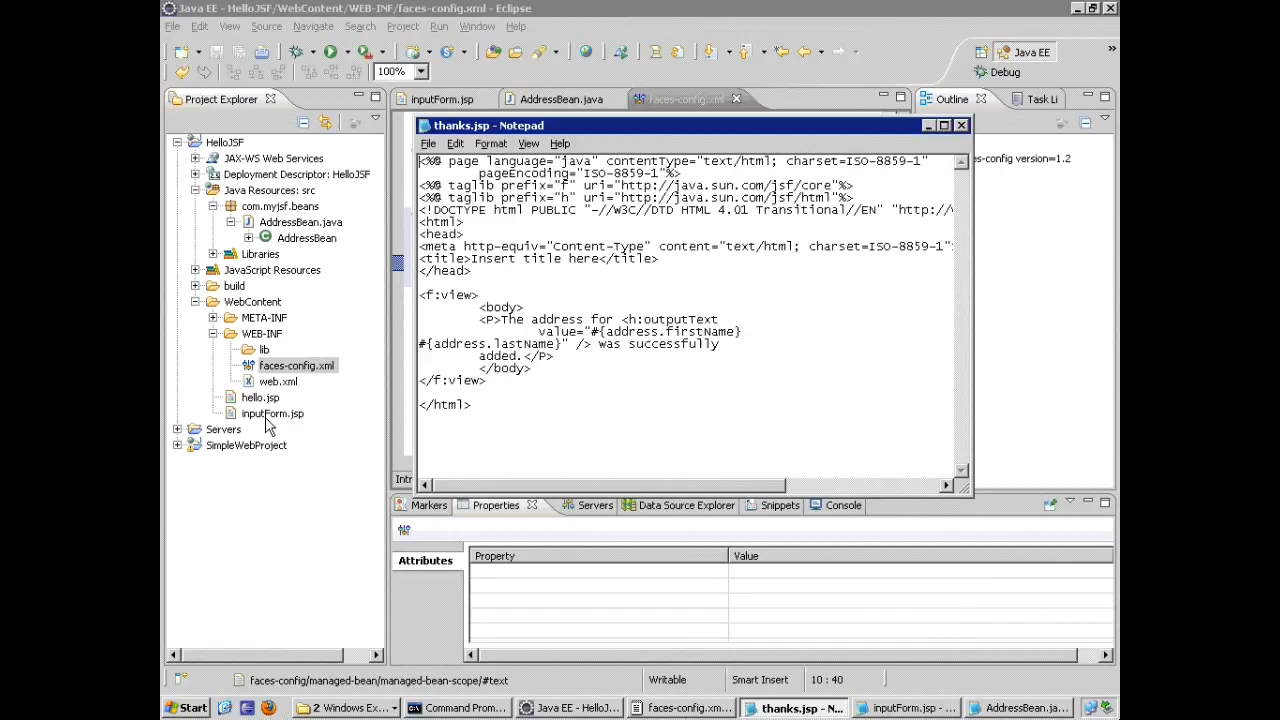 Java EE - HelloJSF/WebContent/WEB-INF/faces-config.xml - Eclipse
File Edit View Source Navigate Search Project Run Window Help
100%
Java EE
Debug
Project Explorer
inputForm.jsp
AddressBean.java
faces-config.xml
Outline
Task Li
HelloJSF
JAX-WS Web Services
Deployment Descriptor: HelloJSF
Java Resources: src
com.myjsf.beans
AddressBean.java
AddressBean
Libraries
JavaScript Resources
build
WebContent
META-INF
WEB-INF
lib
faces-config.xml
web.xml
hello.jsp
inputForm.jsp
Servers
SimpleWebProject
thanks.jsp - Notepad
File Edit Format View Help
<%@ page language="java" contentType="text/html; charset=ISO-8859-1"
pageEncoding="ISO-8859-1"%>
<%@ taglib prefix="f" uri="http://java.sun.com/jsf/core"%>
<%@ taglib prefix="h" uri="http://java.sun.com/jsf/html"%>
<!DOCTYPE html PUBLIC "-//W3C//DTD HTML 4.01 Transitional//EN" "http://
<html>
<head>
<meta http-equiv="Content-Type" content="text/html; charset=ISO-8859-1"
<title>Insert title here</title>
</head>
<f:view>
<body>
<P>The address for <h:outputText
value="#{address.firstName}
#{address.lastName}" /> was successfully
added.</P>
</body>
</f:view>
</html>
cs-config version=1.2
Intr
Markers
Properties
Servers
Data Source Explorer
Snippets
Console
Attributes
Property
Value
faces-config/managed-bean/managed-bean-scope/#text
Writable
Smart Insert
10 : 40
Start
2 Windows Ex...
Command Prom...
Java EE - HelloJ...
faces-config.xm...
thanks.jsp - N...
inputForm.jsp - ...
AddressBean.ja...